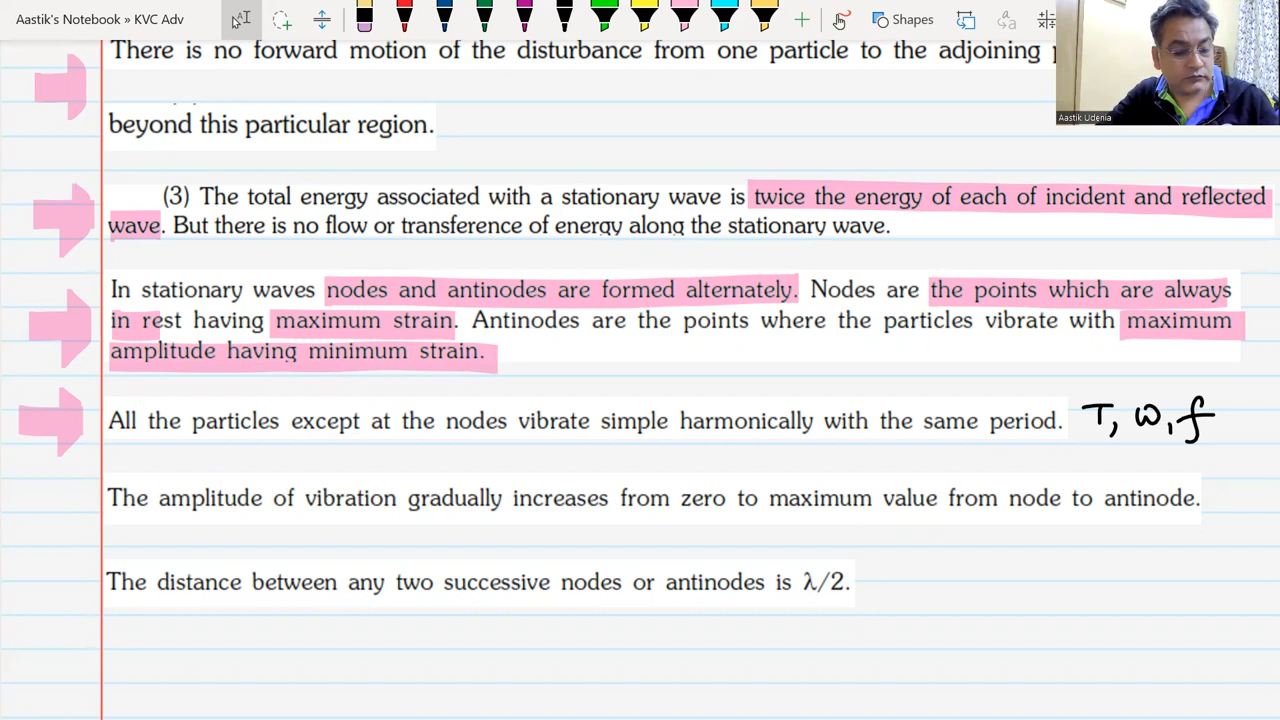 Aastik's Notebook » KVC Adv
Shapes
There is no forward motion of the disturbance from one particle to the adjoining
beyond this particular region.
Aastik Udenia
(3) The total energy associated with a stationary wave is twice the energy of each of incident and reflected
wave. But there is no flow or transference of energy along the stationary wave.
In stationary waves nodes and antinodes are formed alternately. Nodes are the points which are always
in rest having maximum strain. Antinodes are the points where the particles vibrate with maximum
amplitude having minimum strain.
All the particles except at the nodes vibrate simple harmonically with the same period. T, ω, f
The amplitude of vibration gradually increases from zero to maximum value from node to antinode.
The distance between any two successive nodes or antinodes is λ/2.